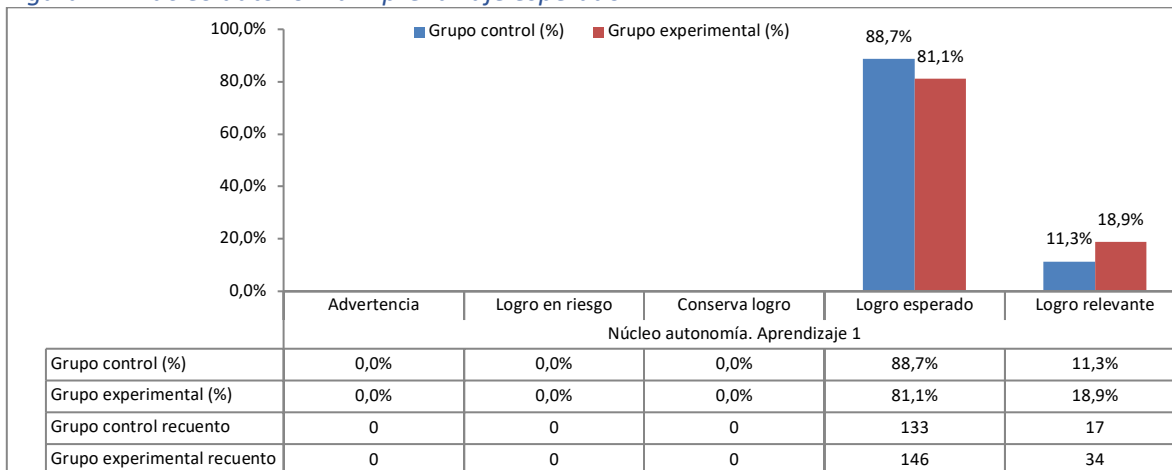 100,0%
Grupo control (%) Grupo experimental (%)
88,7%
81,1%
80,0%
60,0%
40,0%
20,0%
11,3%
18,9%
0,0%
Advertencia Logro en riesgo Conserva logro Logro esperado Logro relevante
Núcleo autonomía. Aprendizaje 1
Grupo control (%) 0,0% 0,0% 0,0% 88,7% 11,3%
Grupo experimental (%) 0,0% 0,0% 0,0% 81,1% 18,9%
Grupo control recuento 0 0 0 133 17
Grupo experimental recuento 0 0 0 146 34